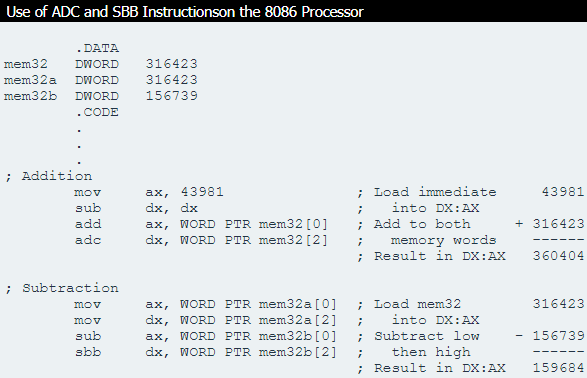 Use of ADC and SBB Instructionson the 8086 Processor
.DATA
mem32 DWORD 316423
mem32a DWORD 316423
mem32b DWORD 156739
.CODE
.
.
.
; Addition
mov ax, 43981 ; Load immediate 43981
sub dx, dx ; into DX:AX
add ax, WORD PTR mem32[0] ; Add to both + 316423
adc dx, WORD PTR mem32[2] ; memory words ------
; Result in DX:AX 360404
; Subtraction
mov ax, WORD PTR mem32a[0] ; Load mem32 316423
mov dx, WORD PTR mem32a[2] ; into DX:AX
sub ax, WORD PTR mem32b[0] ; Subtract low - 156739
sbb dx, WORD PTR mem32b[2] ; then high ------
; Result in DX:AX 159684